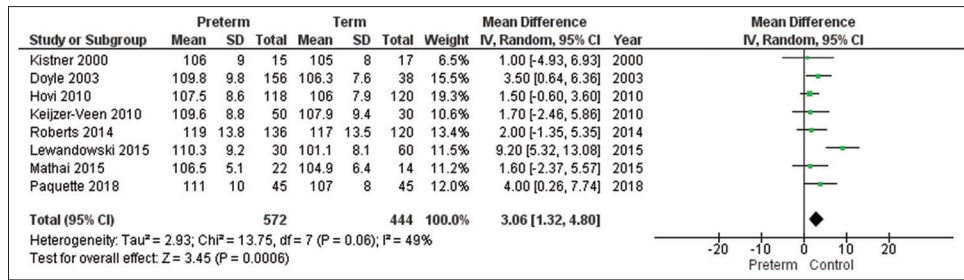 Preterm Term Mean Difference Mean Difference
Study or Subgroup Mean SD Total Mean SD Total Weight IV, Random, 95% CI Year IV, Random, 95% CI
Kistner 2000 106 9 15 105 8 17 6.5% 1.00 [-4.93, 6.93] 2000
Doyle 2003 109.8 9.8 156 106.3 7.6 38 15.5% 3.50 [0.64, 6.36] 2003
Hovi 2010 107.5 8.6 118 106 7.9 120 19.3% 1.50 [-0.60, 3.60] 2010
Keijzer-Veen 2010 109.6 8.8 50 107.9 9.4 30 10.6% 1.70 [-2.46, 5.86] 2010
Roberts 2014 119 13.8 136 117 13.5 120 13.4% 2.00 [-1.35, 5.35] 2014
Lewandowski 2015 110.3 9.2 30 101.1 8.1 60 11.5% 9.20 [5.32, 13.08] 2015
Mathai 2015 106.5 5.1 22 104.9 6.4 14 11.2% 1.60 [-2.37, 5.57] 2015
Paquette 2018 111 10 45 107 8 45 12.0% 4.00 [0.26, 7.74] 2018
Total (95% CI) 572 444 100.0% 3.06 [1.32, 4.80]
Heterogeneity: Tau² = 2.93; Chi² = 13.75, df = 7 (P = 0.06); I² = 49%
Test for overall effect: Z = 3.45 (P = 0.0006)
-20 -10 0 10 20
Preterm Control